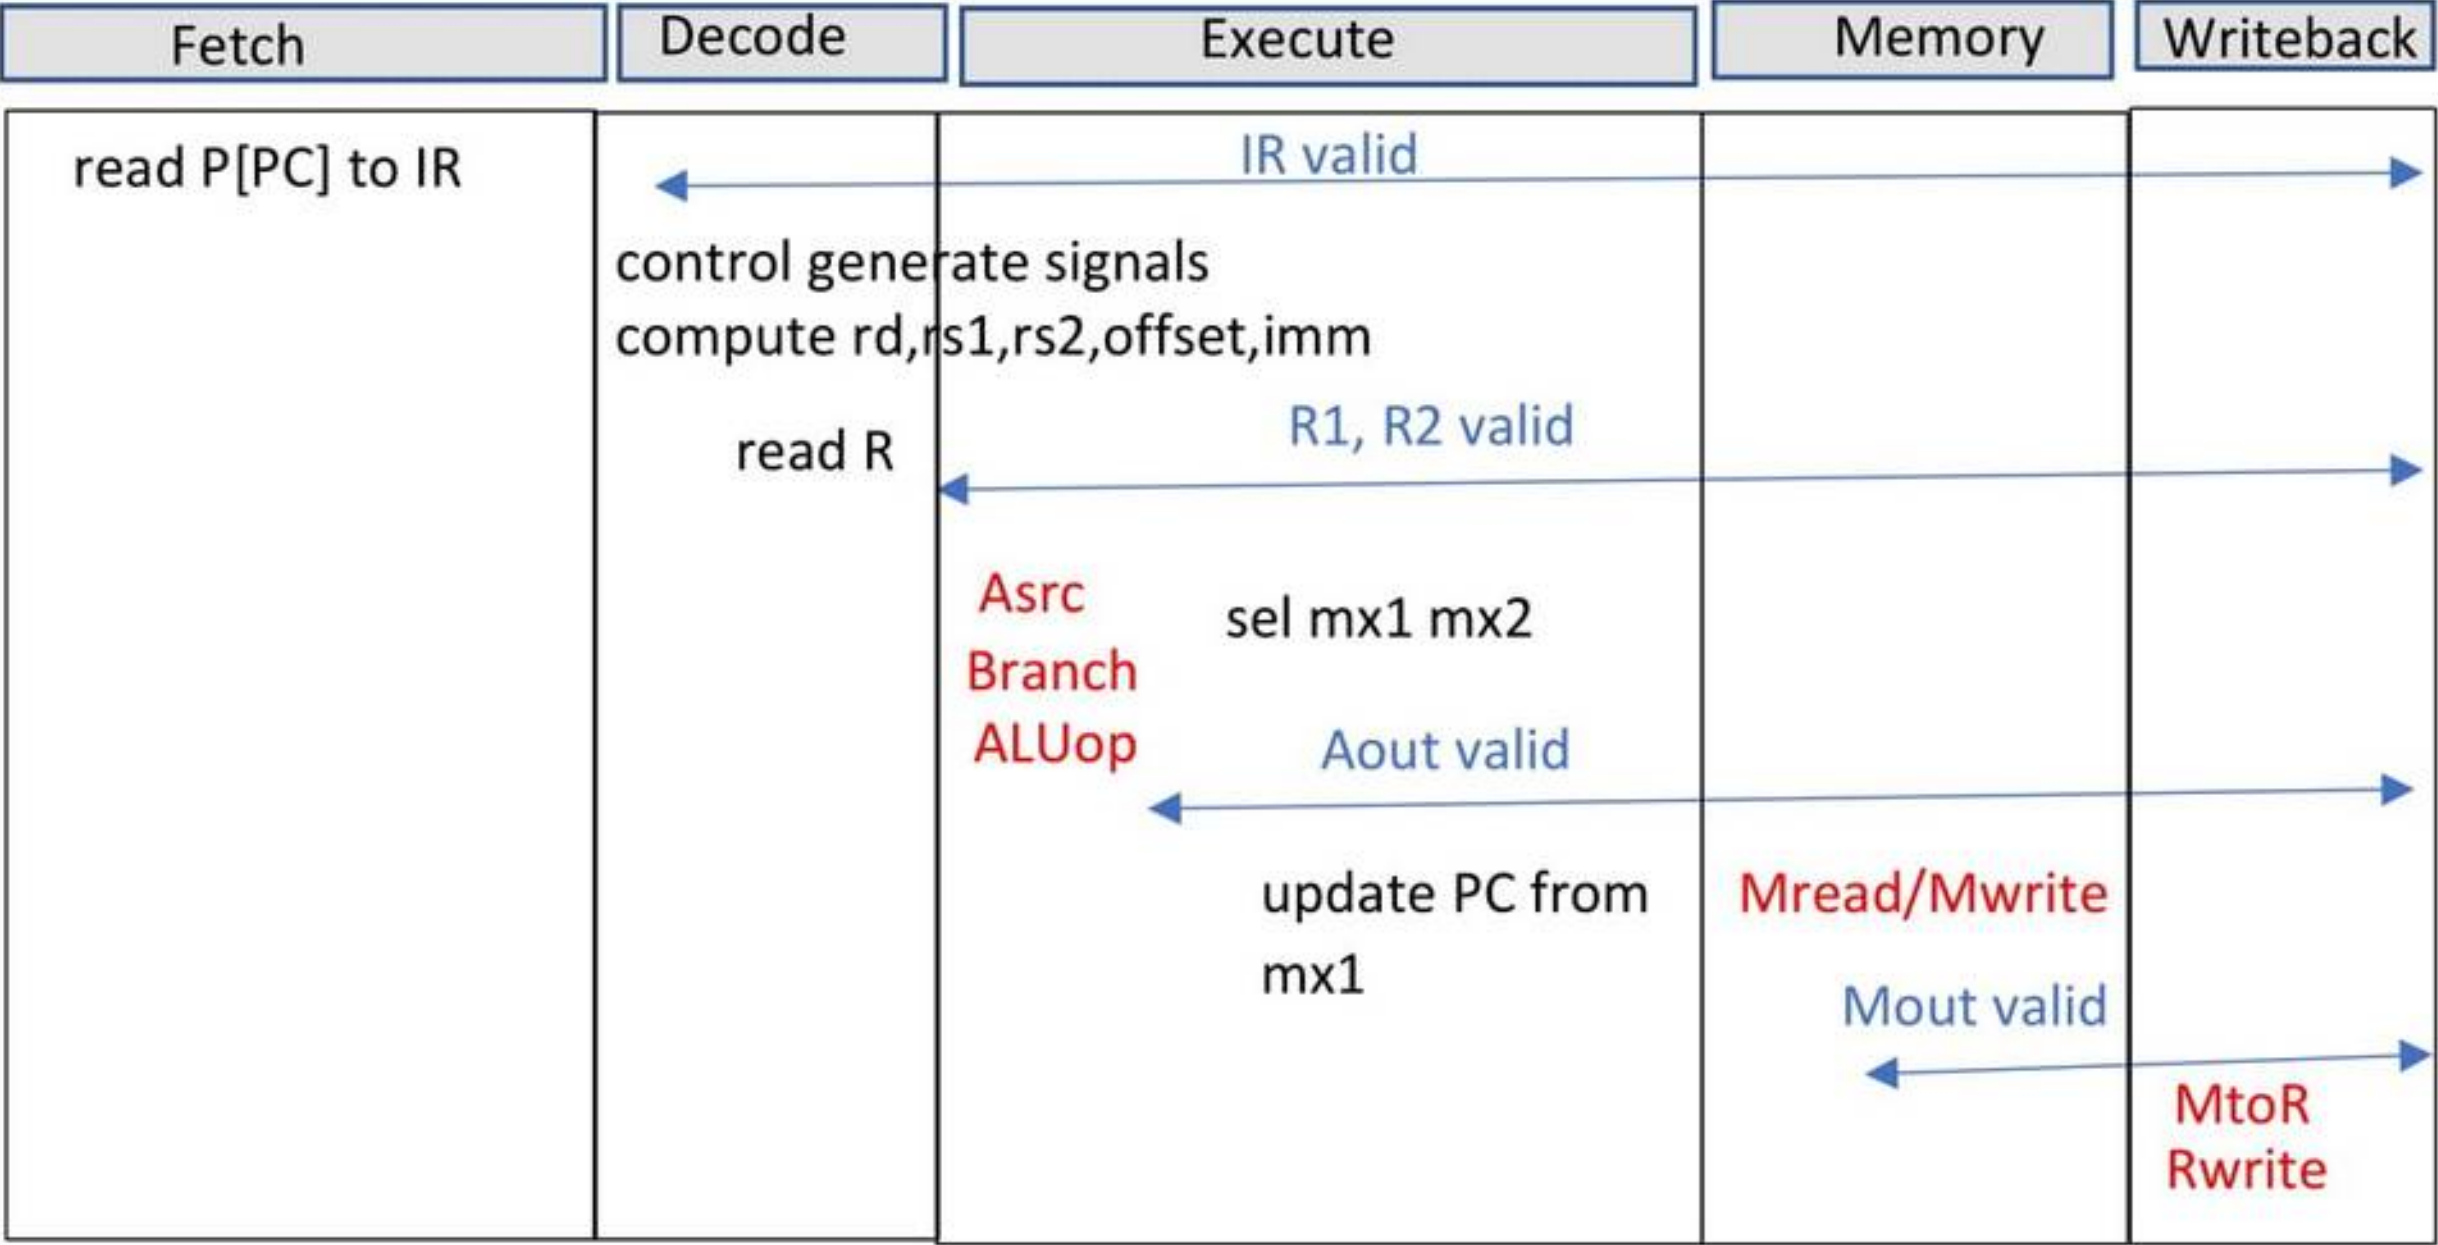 Fetch
Decode
Execute
Memory
Writeback
read P[PC] to IR
IR valid
control generate signals
compute rd,rs1,rs2,offset,imm
R1, R2 valid
read R
Asrc
sel mx1 mx2
Branch
ALUop
Aout valid
update PC from
mx1
Mread/Mwrite
Mout valid
MtoR
Rwrite